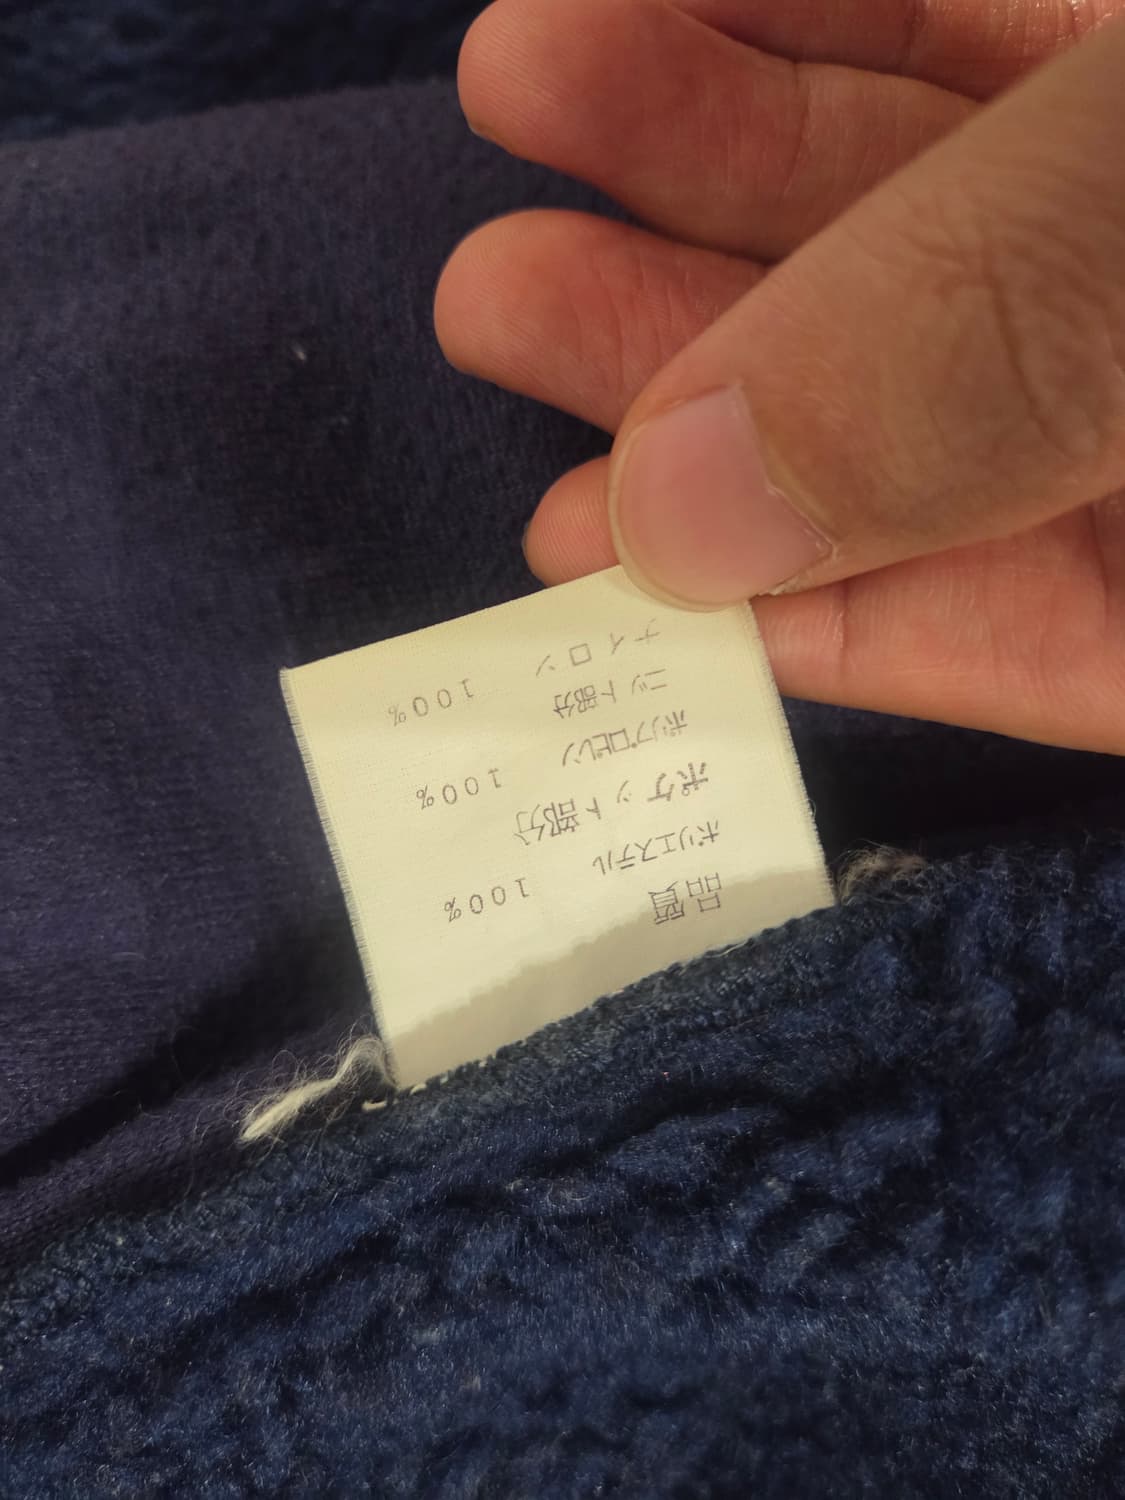 品質
ポリエステル 100%
ポケット部分
ポリプロピレン 100%
ニット部分
ナイロン 100%